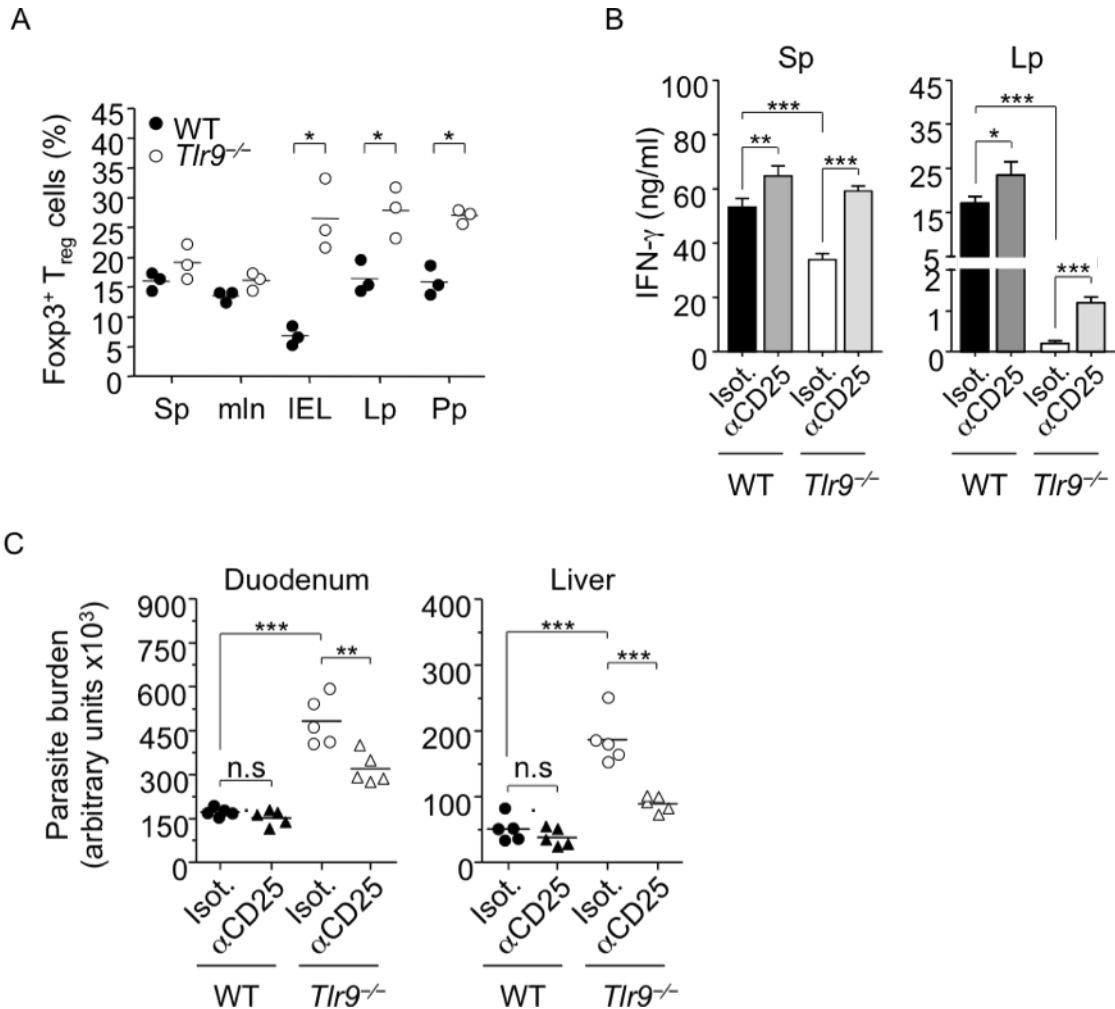 A
Foxp3⁺ Treg cells (%)
45
40
35
30
25
20
15
10
5
0
WT
Tlr9⁻/⁻
*
*
*
Sp
mln
IEL
Lp
Pp
B
Sp
IFN-γ (ng/ml)
100
80
60
40
20
0
***
**
***
Isot.
αCD25
Isot.
αCD25
WT
Tlr9⁻/⁻
Lp
45
35
25
15
5
2
1
0
***
*
***
Isot.
αCD25
Isot.
αCD25
WT
Tlr9⁻/⁻
C
Parasite burden
(arbitrary units x10³)
Duodenum
900
750
600
450
300
150
0
***
**
n.s
Isot.
αCD25
Isot.
αCD25
WT
Tlr9⁻/⁻
Liver
400
300
200
100
0
***
***
n.s
Isot.
αCD25
Isot.
αCD25
WT
Tlr9⁻/⁻